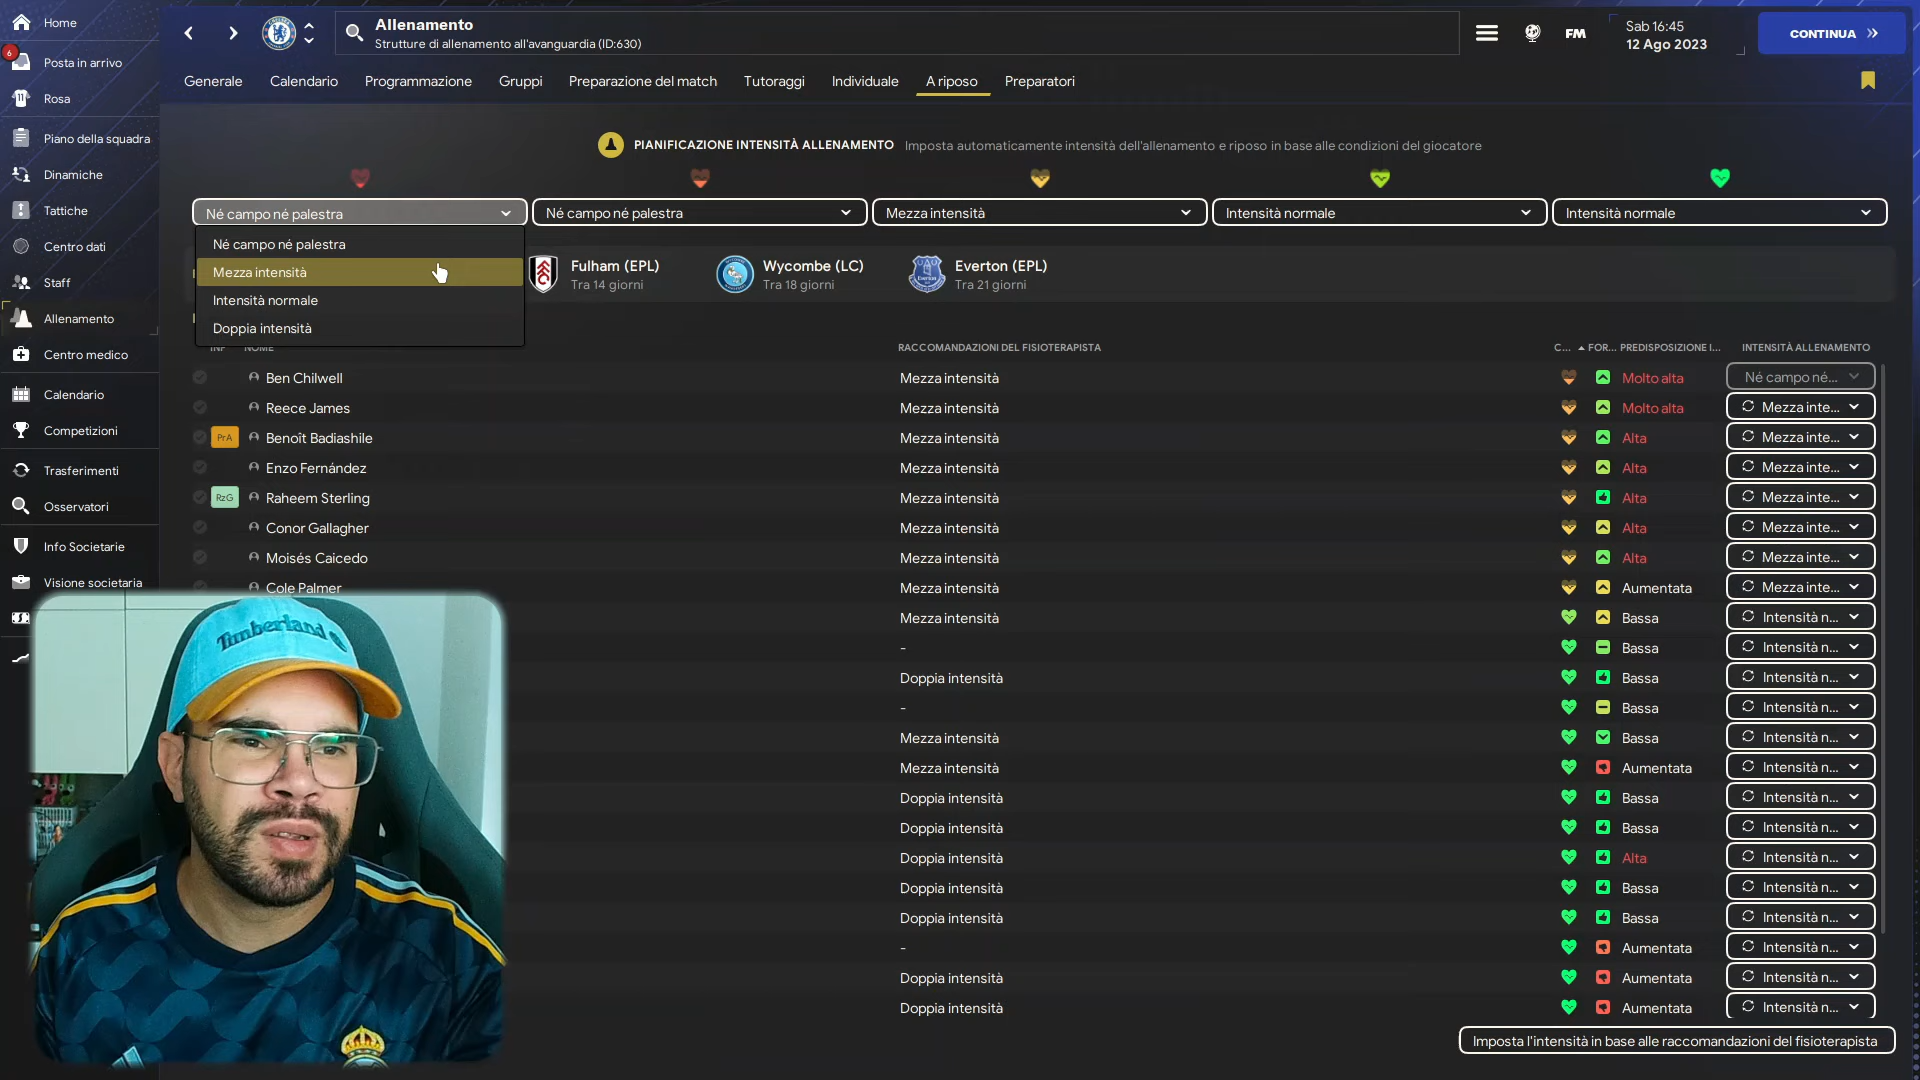 Home
6
Posta in arrivo
Rosa
Piano della squadra
Dinamiche
Tattiche
Centro dati
Staff
Allenamento
Centro medico
Calendario
Competizioni
Trasferimenti
Osservatori
Info Societarie
Visione societaria
Allenamento
Strutture di allenamento all'avanguardia (ID:630)
FM
Sab 16:45
12 Ago 2023
CONTINUA
Generale Calendario Programmazione Gruppi Preparazione del match Tutoraggi Individuale A riposo Preparatori
PIANIFICAZIONE INTENSITÀ ALLENAMENTO Imposta automaticamente intensità dell'allenamento e riposo in base alle condizioni del giocatore
Né campo né palestra Né campo né palestra Mezza intensità Intensità normale Intensità normale
Né campo né palestra
Mezza intensità
Intensità normale
Doppia intensità
Fulham (EPL)
Tra 14 giorni
Wycombe (LC)
Tra 18 giorni
Everton (EPL)
Tra 21 giorni
INF NOME RACCOMANDAZIONI DEL FISIOTERAPISTA C... FOR... PREDISPOSIZIONE I... INTENSITÀ ALLENAMENTO
Ben Chilwell Mezza intensità Molto alta Né campo né...
Reece James Mezza intensità Molto alta Mezza inte...
PrA Benoît Badiashile Mezza intensità Alta Mezza inte...
Enzo Fernández Mezza intensità Alta Mezza inte...
RzG Raheem Sterling Mezza intensità Alta Mezza inte...
Conor Gallagher Mezza intensità Alta Mezza inte...
Moisés Caicedo Mezza intensità Alta Mezza inte...
Cole Palmer Mezza intensità Aumentata Mezza inte...
Mezza intensità Bassa Intensità n...
- Bassa Intensità n...
Doppia intensità Bassa Intensità n...
- Bassa Intensità n...
Mezza intensità Bassa Intensità n...
Mezza intensità Aumentata Intensità n...
Doppia intensità Bassa Intensità n...
Doppia intensità Bassa Intensità n...
Doppia intensità Alta Intensità n...
Doppia intensità Bassa Intensità n...
Doppia intensità Bassa Intensità n...
- Aumentata Intensità n...
Doppia intensità Aumentata Intensità n...
Doppia intensità Aumentata Intensità n...
Imposta l'intensità in base alle raccomandazioni del fisioterapista
Timberland